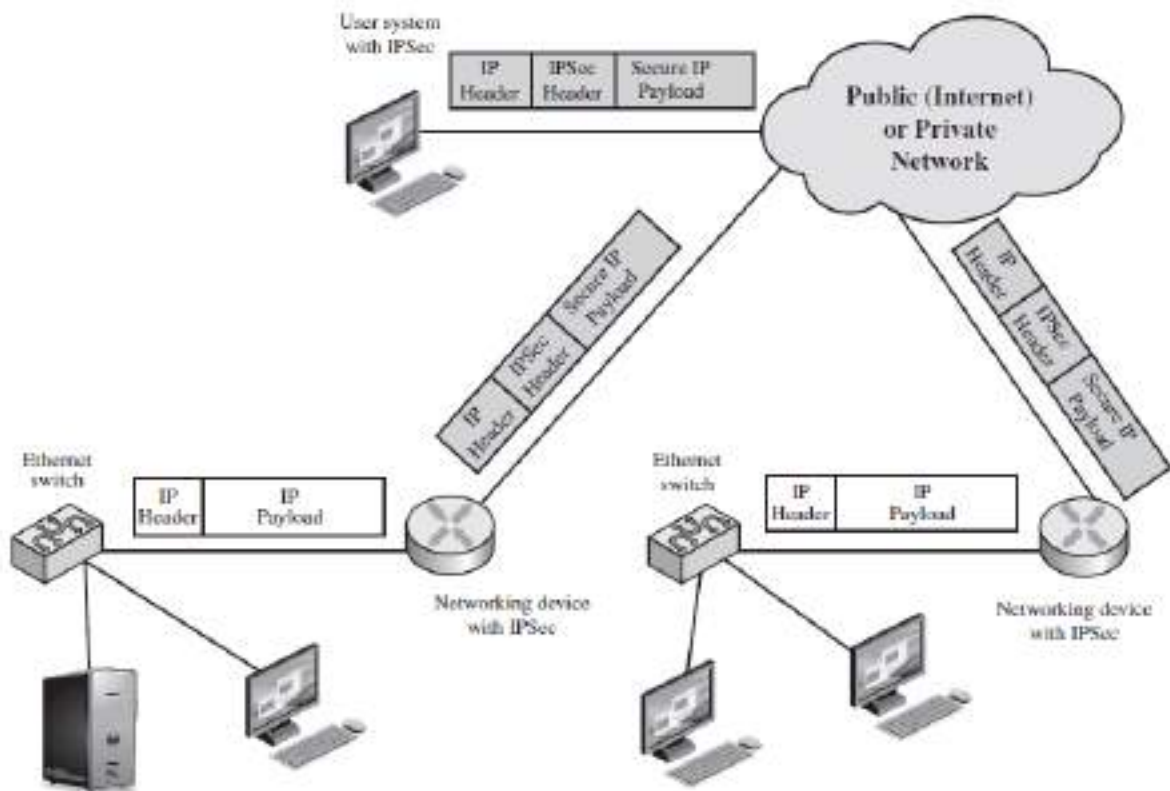 User system
with IPSec
IP
Header
IPSec
Header
Secure IP
Payload
Public (Internet)
or Private
Network
IP
Header
IPSec
Header
Secure IP
Payload
IP
Header
IPSec
Header
Secure IP
Payload
Ethernet
switch
IP
Header
IP
Payload
Networking device
with IPSec
Ethernet
switch
IP
Header
IP
Payload
Networking device
with IPSec